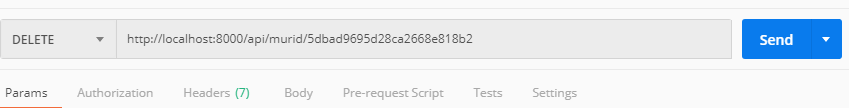 DELETE http://localhost:8000/api/murid/5dbad9695d28ca2668e818b2 Send
Params Authorization Headers (7) Body Pre-request Script Tests Settings